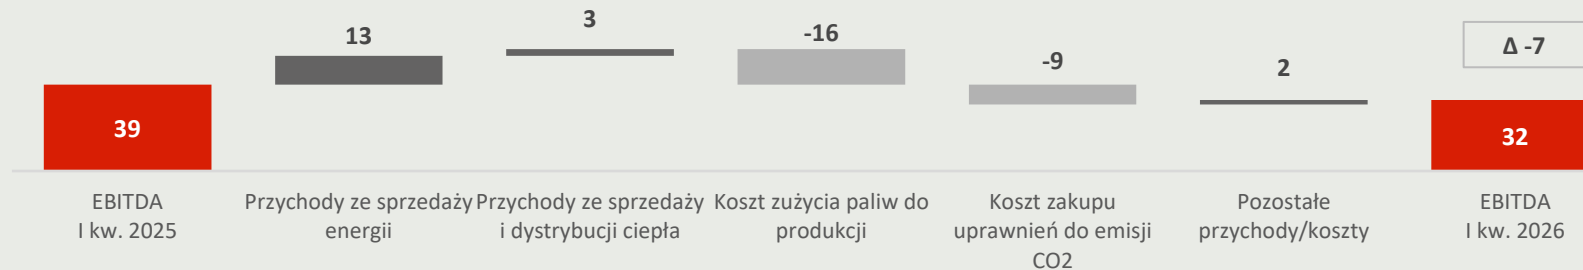 13
3
-16
-9
2
Δ -7
39
32
EBITDA
I kw. 2025
Przychody ze sprzedaży
energii
Przychody ze sprzedaży
i dystrybucji ciepła
Koszt zużycia paliw do
produkcji
Koszt zakupu
uprawnień do emisji
CO2
Pozostałe
przychody/koszty
EBITDA
I kw. 2026